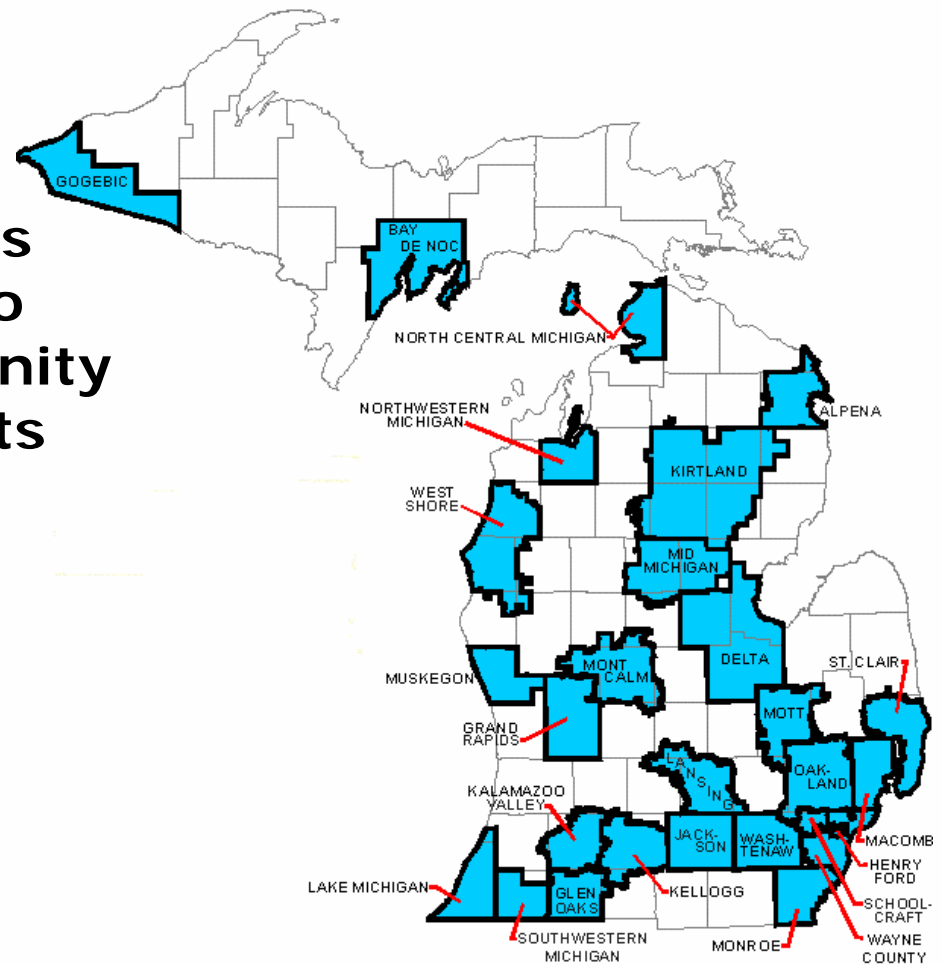 s
o
nity
ts
GOGEBIC
BAY
DE NOC
NORTH CENTRAL MICHIGAN
NORTHWESTERN
MICHIGAN
ALPENA
KIRTLAND
WEST
SHORE
MID
MICHIGAN
DELTA
ST. CLAIR
MUSKEGON
MONT
CALM
MOTT
GRAND
RAPIDS
LANSING
OAK-
LAND
KALAMAZOO
VALLEY
JACK-
SON
WASH-
TENAW
MACOMB
HENRY
FORD
LAKE MICHIGAN
GLEN
OAKS
KELLOGG
SCHOOL-
CRAFT
SOUTHWESTERN
MICHIGAN
MONROE
WAYNE
COUNTY